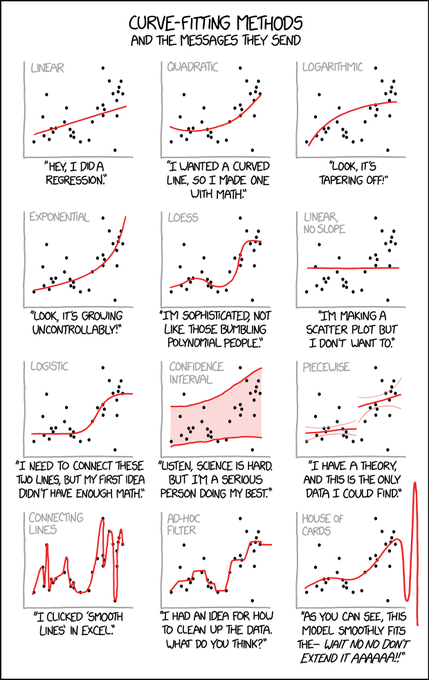 CURVE-FITTING METHODS
AND THE MESSAGES THEY SEND
LINEAR
"HEY, I DID A
REGRESSION."
QUADRATIC
"I WANTED A CURVED
LINE, SO I MADE ONE
WITH MATH."
LOGARITHMIC
"LOOK, IT'S
TAPERING OFF!"
EXPONENTIAL
"LOOK, IT'S GROWING
UNCONTROLLABLY!"
LOESS
"I'M SOPHISTICATED, NOT
LIKE THOSE BUMBLING
POLYNOMIAL PEOPLE."
LINEAR,
NO SLOPE
"I'M MAKING A
SCATTER PLOT BUT
I DON'T WANT TO."
LOGISTIC
"I NEED TO CONNECT THESE
TWO LINES, BUT MY FIRST IDEA
DIDN'T HAVE ENOUGH MATH."
CONFIDENCE
INTERVAL
"LISTEN, SCIENCE IS HARD.
BUT I'M A SERIOUS
PERSON DOING MY BEST."
PIECEWISE
"I HAVE A THEORY,
AND THIS IS THE ONLY
DATA I COULD FIND."
CONNECTING
LINES
"I CLICKED 'SMOOTH
LINES' IN EXCEL."
AD-HOC
FILTER
"I HAD AN IDEA FOR HOW
TO CLEAN UP THE DATA.
WHAT DO YOU THINK?"
HOUSE OF
CARDS
"AS YOU CAN SEE, THIS
MODEL SMOOTHLY FITS
THE- WAIT NO NO DON'T
EXTEND IT AAAAAA!!"